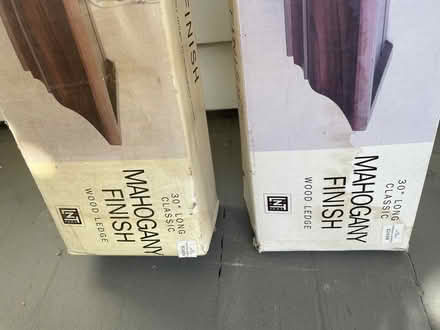 FINISH
30" LONG
CLASSIC
MAHOGANY
FINISH
WOOD LEDGE
30" LONG
CLASSIC
MAHOGANY
FINISH
WOOD LEDGE